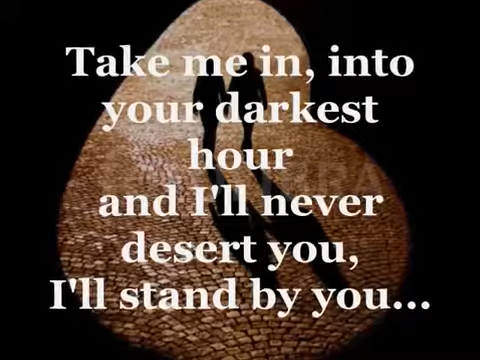 Take me in, into
your darkest
hour
and I'll never
desert you,
I'll stand by you...